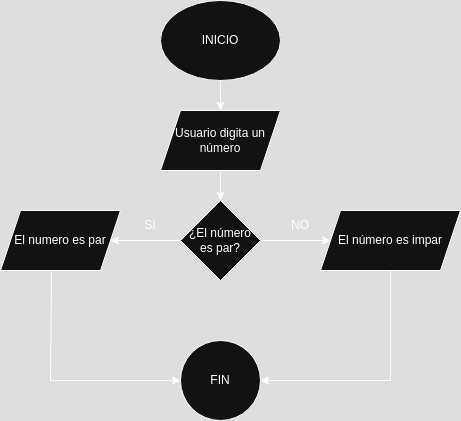 INICIO
Usuario digita un
número
SI
NO
¿El número
es par?
El numero es par
El número es impar
FIN